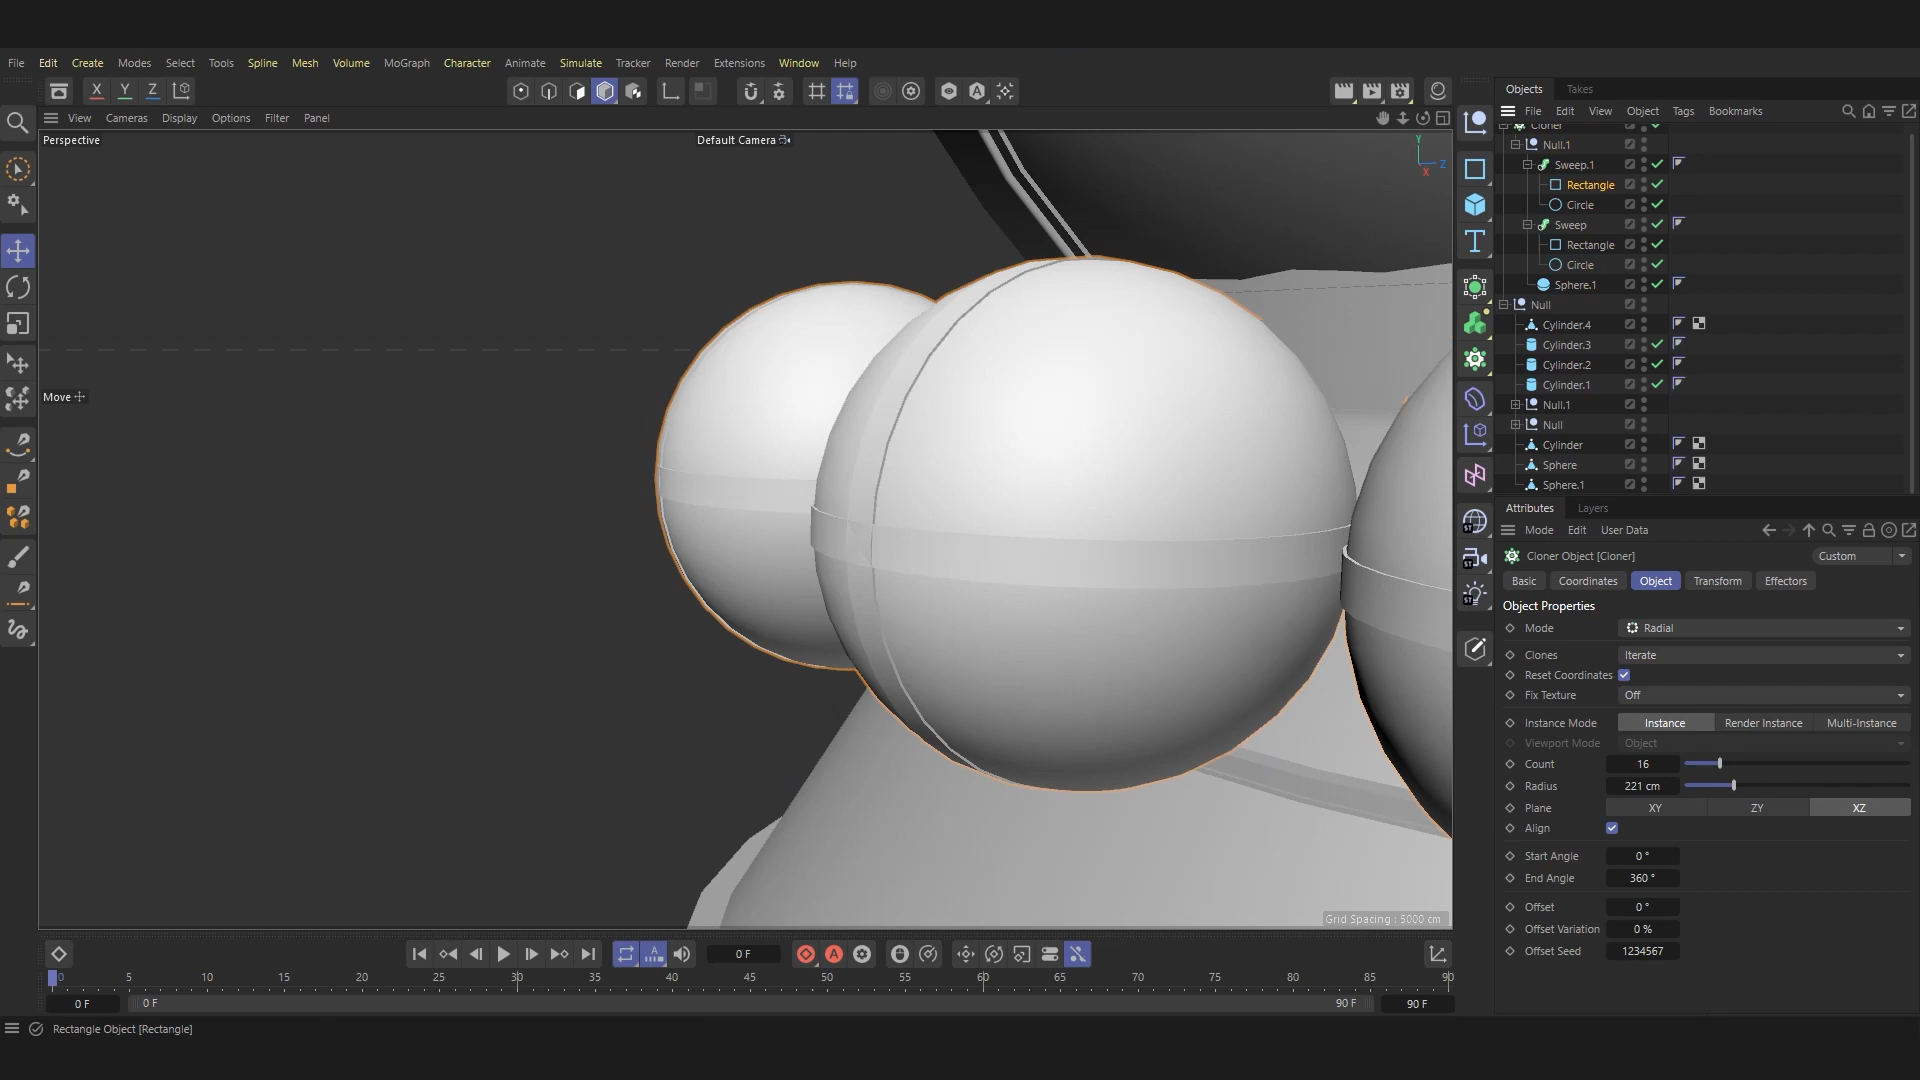 File Edit Create Modes Select Tools Spline Mesh Volume MoGraph Character Animate Simulate Tracker Render Extensions Window Help
X Y Z
View Cameras Display Options Filter Panel
Perspective
Default Camera
Y
Z
X
Move
Grid Spacing : 5000 cm
Objects Takes
File Edit View Object Tags Bookmarks
Cloner
Null.1
Sweep.1
Rectangle
Circle
Sweep
Rectangle
Circle
Sphere.1
Null
Cylinder.4
Cylinder.3
Cylinder.2
Cylinder.1
Null.1
Null
Cylinder
Sphere
Sphere.1
Attributes Layers
Mode Edit User Data
Cloner Object [Cloner]
Custom
Basic Coordinates Object Transform Effectors
Object Properties
Mode Radial
Clones Iterate
Reset Coordinates
Fix Texture Off
Instance Mode Instance Render Instance Multi-Instance
Viewport Mode Object
Count 16
Radius 221 cm
Plane XY ZY XZ
Align
Start Angle 0 °
End Angle 360 °
Offset 0 °
Offset Variation 0 %
Offset Seed 1234567
0 F
0 5 10 15 20 25 30 35 40 45 50 55 60 65 70 75 80 85 90
0 F 0 F 90 F 90 F
Rectangle Object [Rectangle]